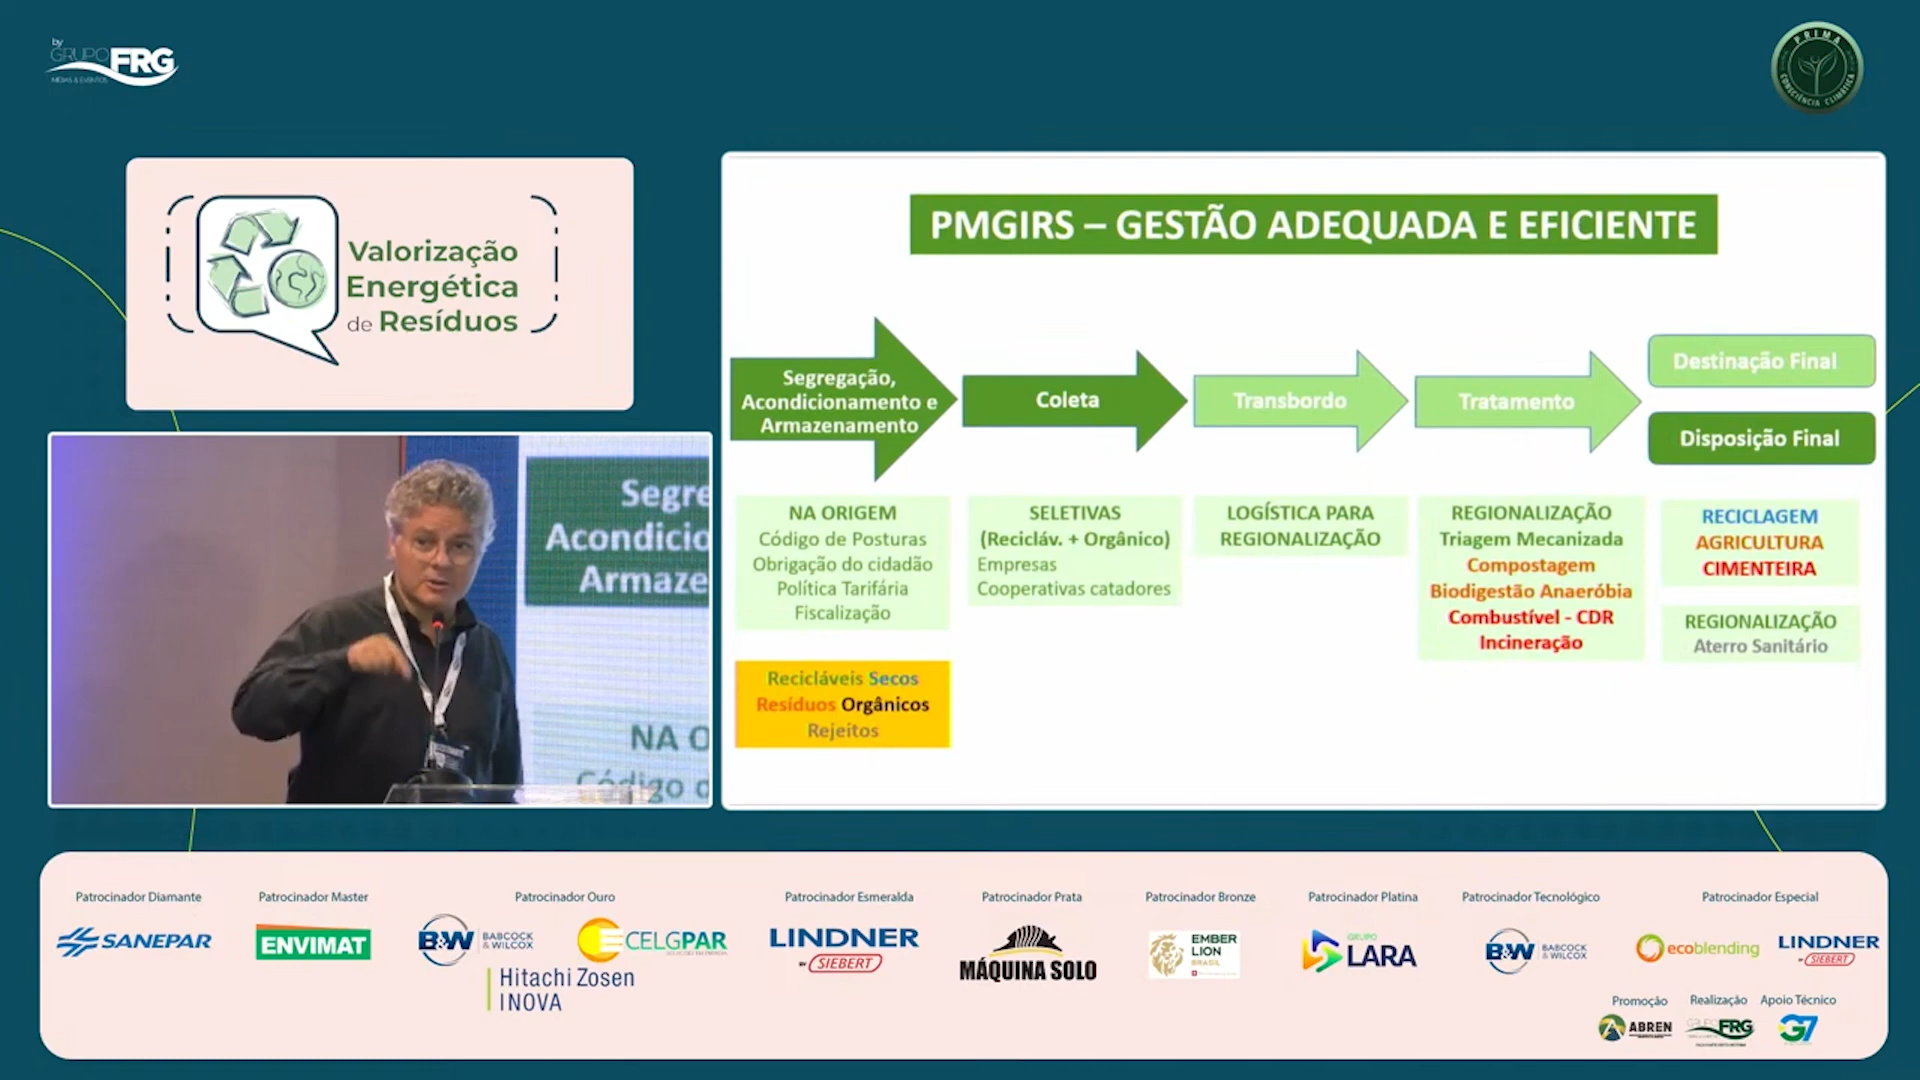 by
GRUPO FRG
MÍDIAS & EVENTOS
PRIMA
CONSCIÊNCIA CLIMÁTICA
Valorização
Energética
de Resíduos
PMGIRS – GESTÃO ADEQUADA E EFICIENTE
Segregação,
Acondicionamento e
Armazenamento
Coleta
Transbordo
Tratamento
Destinação Final
Disposição Final
NA ORIGEM
Código de Posturas
Obrigação do cidadão
Política Tarifária
Fiscalização
SELETIVAS
(Recicláv. + Orgânico)
Empresas
Cooperativas catadores
LOGÍSTICA PARA
REGIONALIZAÇÃO
REGIONALIZAÇÃO
Triagem Mecanizada
Compostagem
Biodigestão Anaeróbia
Combustível - CDR
Incineração
RECICLAGEM
AGRICULTURA
CIMENTEIRA
REGIONALIZAÇÃO
Aterro Sanitário
Recicláveis Secos
Resíduos Orgânicos
Rejeitos
Segre
Acondicio
Armaze
NA O
Código
Patrocinador Diamante
SANEPAR
Patrocinador Master
ENVIMAT
Patrocinador Ouro
B&W BABCOCK
& WILCOX
CELGPAR
Hitachi Zosen
INOVA
Patrocinador Esmeralda
LINDNER
BY SIEBERT
Patrocinador Prata
MÁQUINA SOLO
Patrocinador Bronze
EMBER
LION
BRASIL
Patrocinador Platina
GRUPO
LARA
Patrocinador Tecnológico
B&W BABCOCK
& WILCOX
Patrocinador Especial
ecoblending
LINDNER
BY SIEBERT
Promoção
ABREN
Realização
GRUPO FRG
Apoio Técnico
G7